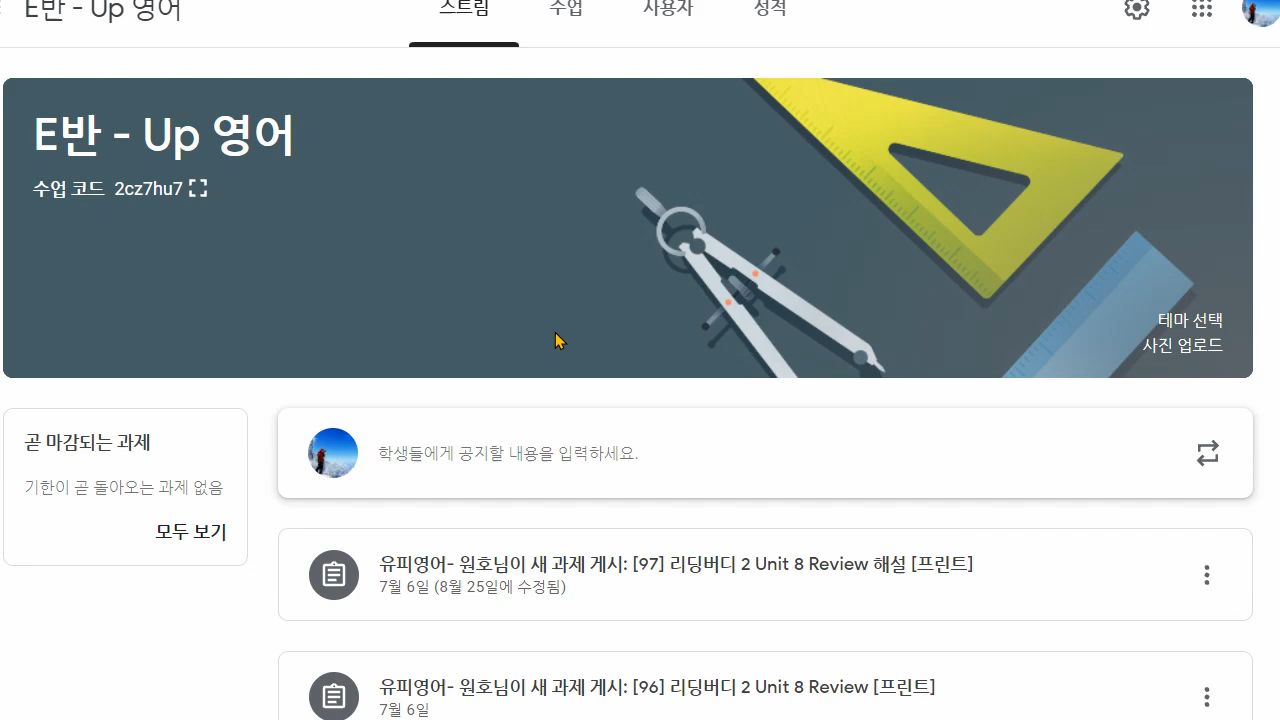 E반 - Up 영어
스트림 수업 사용자 성적
E반 - Up 영어
수업 코드 2cz7hu7
테마 선택
사진 업로드
곧 마감되는 과제
기한이 곧 돌아오는 과제 없음
모두 보기
학생들에게 공지할 내용을 입력하세요.
유피영어- 원호님이 새 과제 게시: [97] 리딩버디 2 Unit 8 Review 해설 [프린트]
7월 6일 (8월 25일에 수정됨)
유피영어- 원호님이 새 과제 게시: [96] 리딩버디 2 Unit 8 Review [프린트]
7월 6일